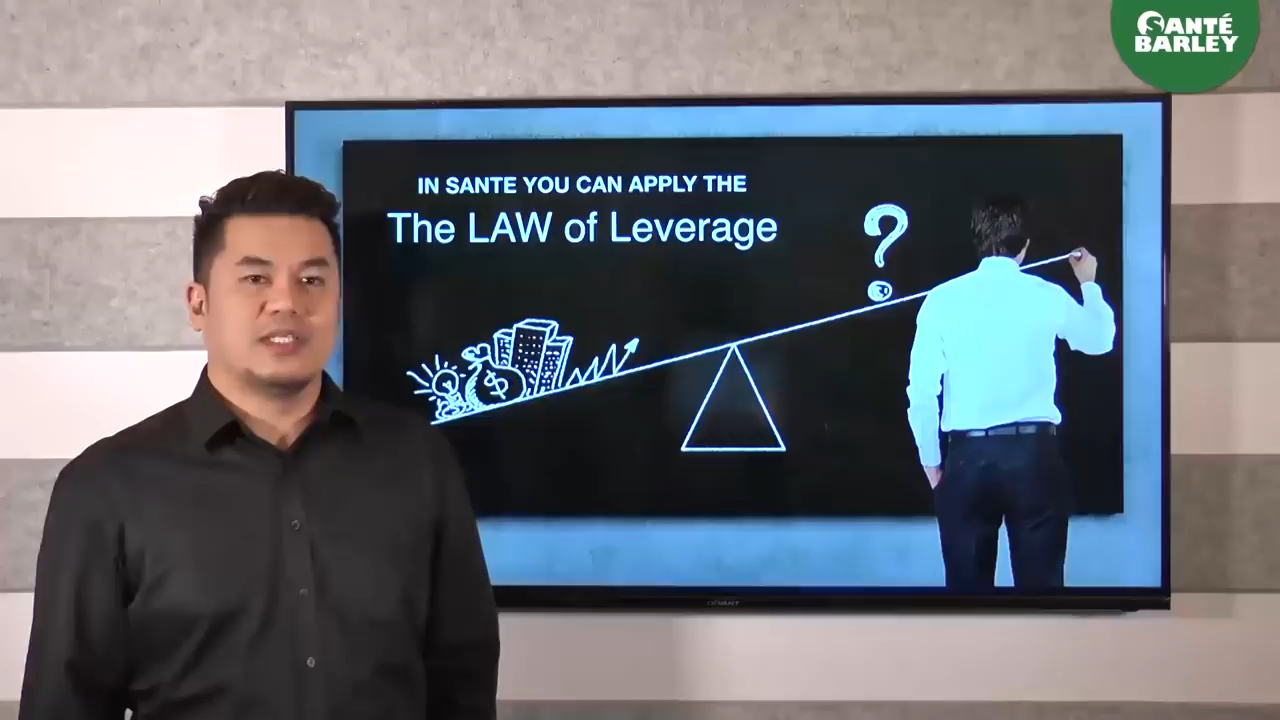 SANTÉ
BARLEY
IN SANTE YOU CAN APPLY THE
The LAW of Leverage
?
$